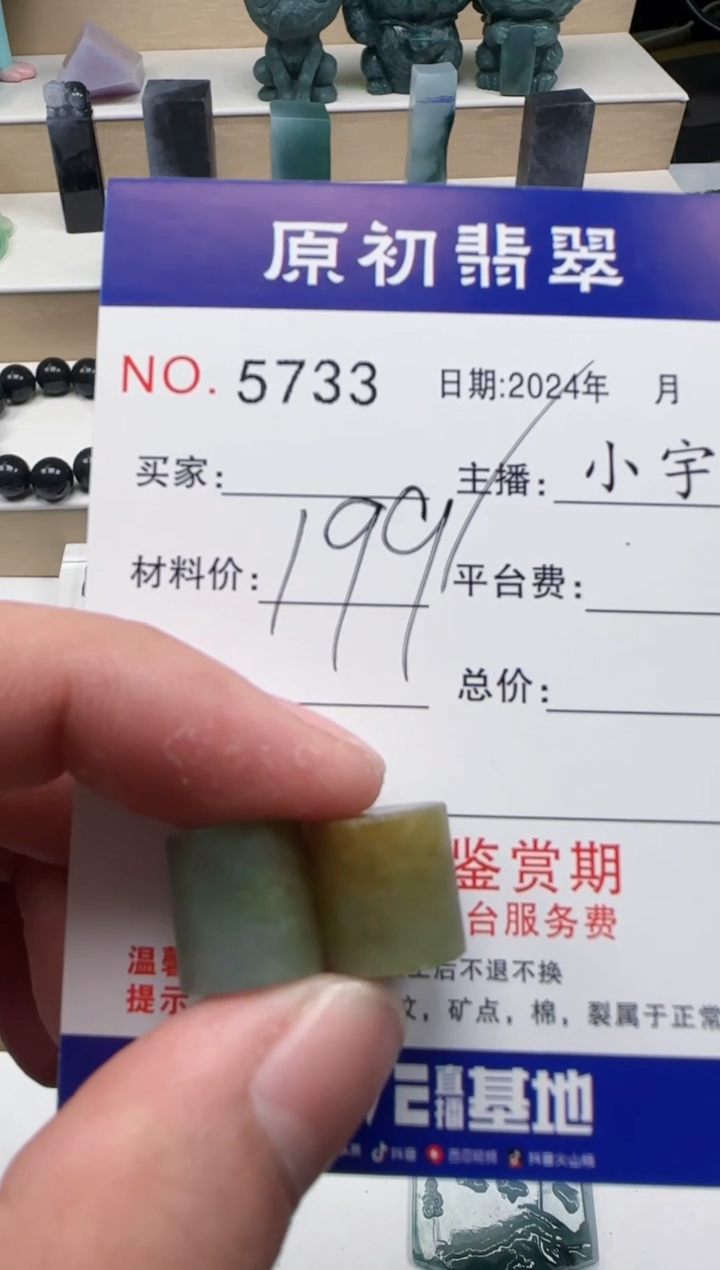 原初翡翠
NO. 5733 日期:2024年 月
买家: 主播: 小宇
材料价: 199/ 平台费:
总价:
鉴赏期
台服务费
温馨 后不退不换
提示 纹，矿点，棉，裂属于正常
直播基地
抖音 西瓜视频 抖音火山版